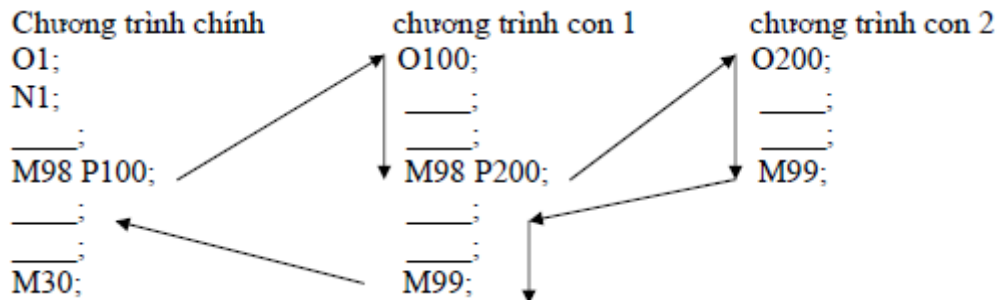 Chương trình chính
O1;
N1;
____;
M98 P100;
____;
____;
M30;
chương trình con 1
O100;
____;
____;
M98 P200;
____;
____;
M99;
chương trình con 2
O200;
____;
____;
M99;